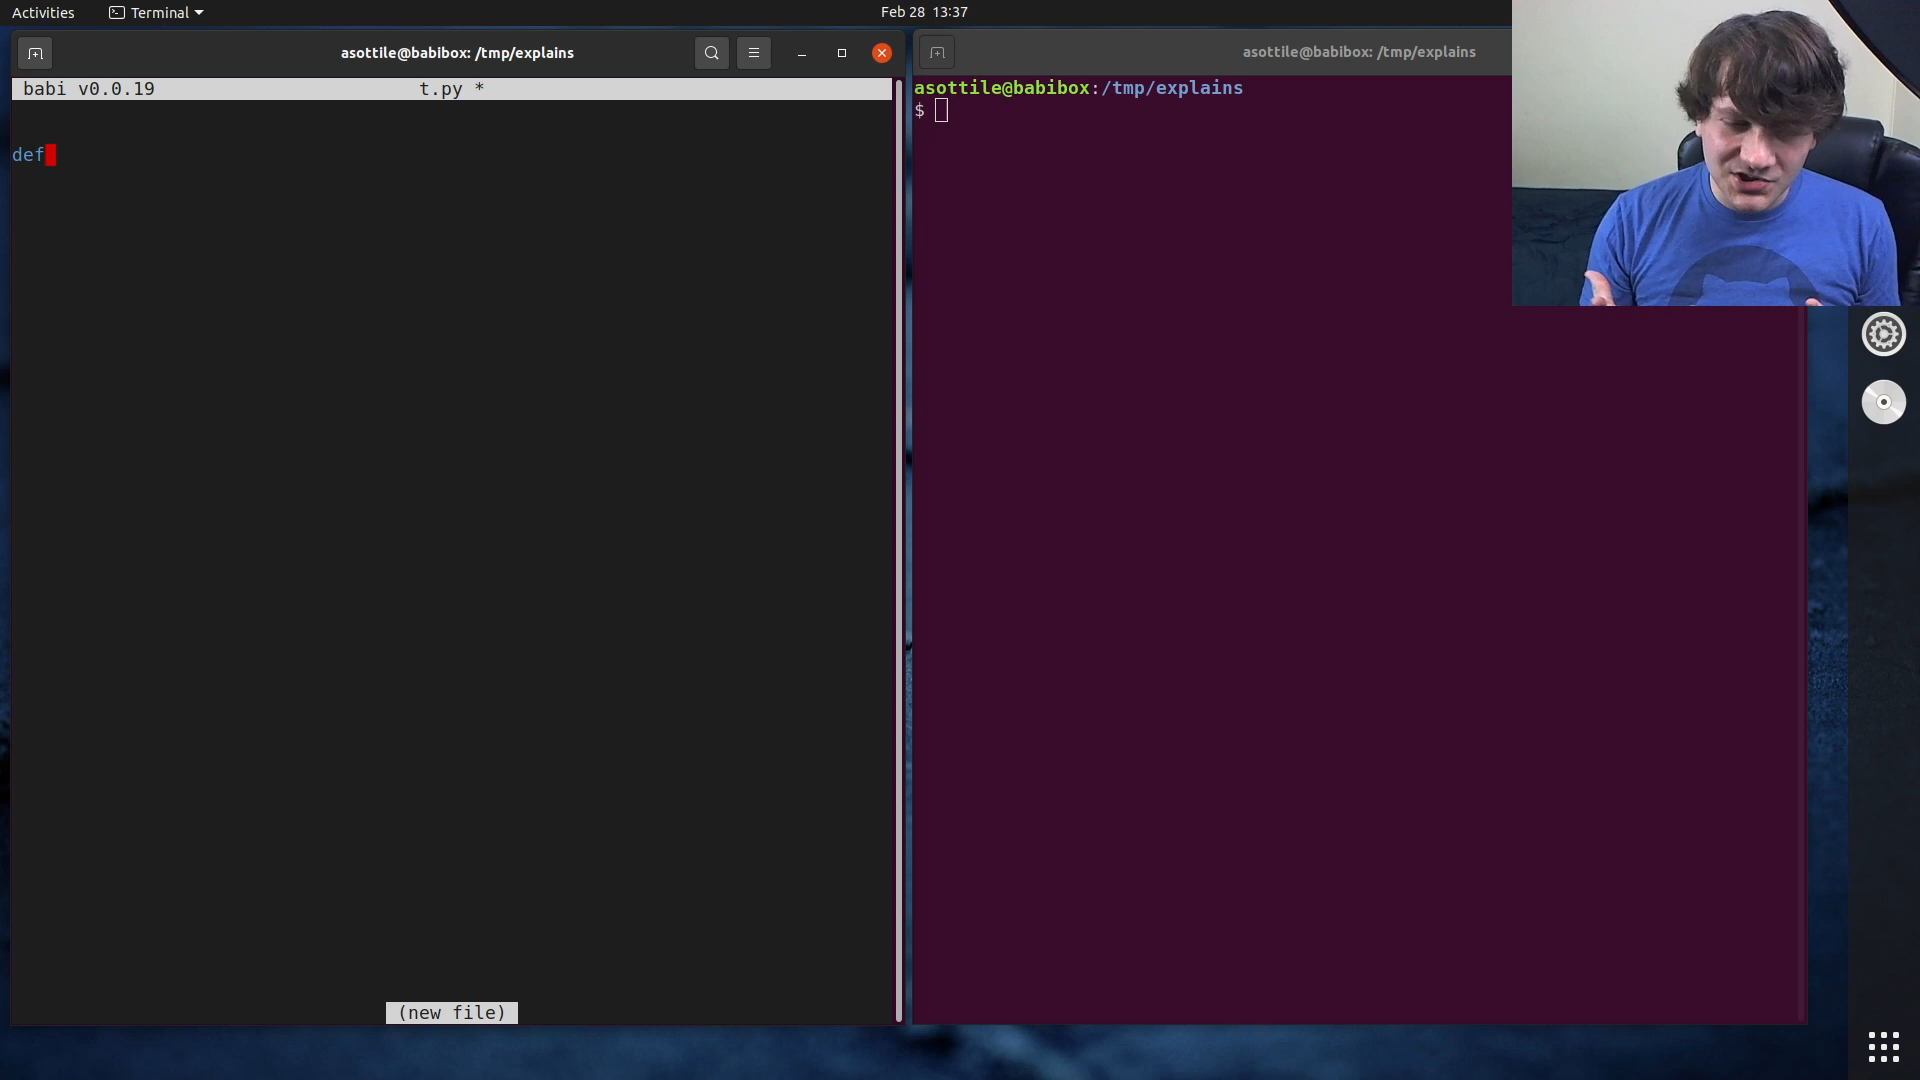 Activities
Terminal
Feb 28 13:37
asottile@babibox: /tmp/explains
babi v0.0.19 t.py *
def
(new file)
asottile@babibox: /tmp/explains
asottile@babibox:/tmp/explains
$